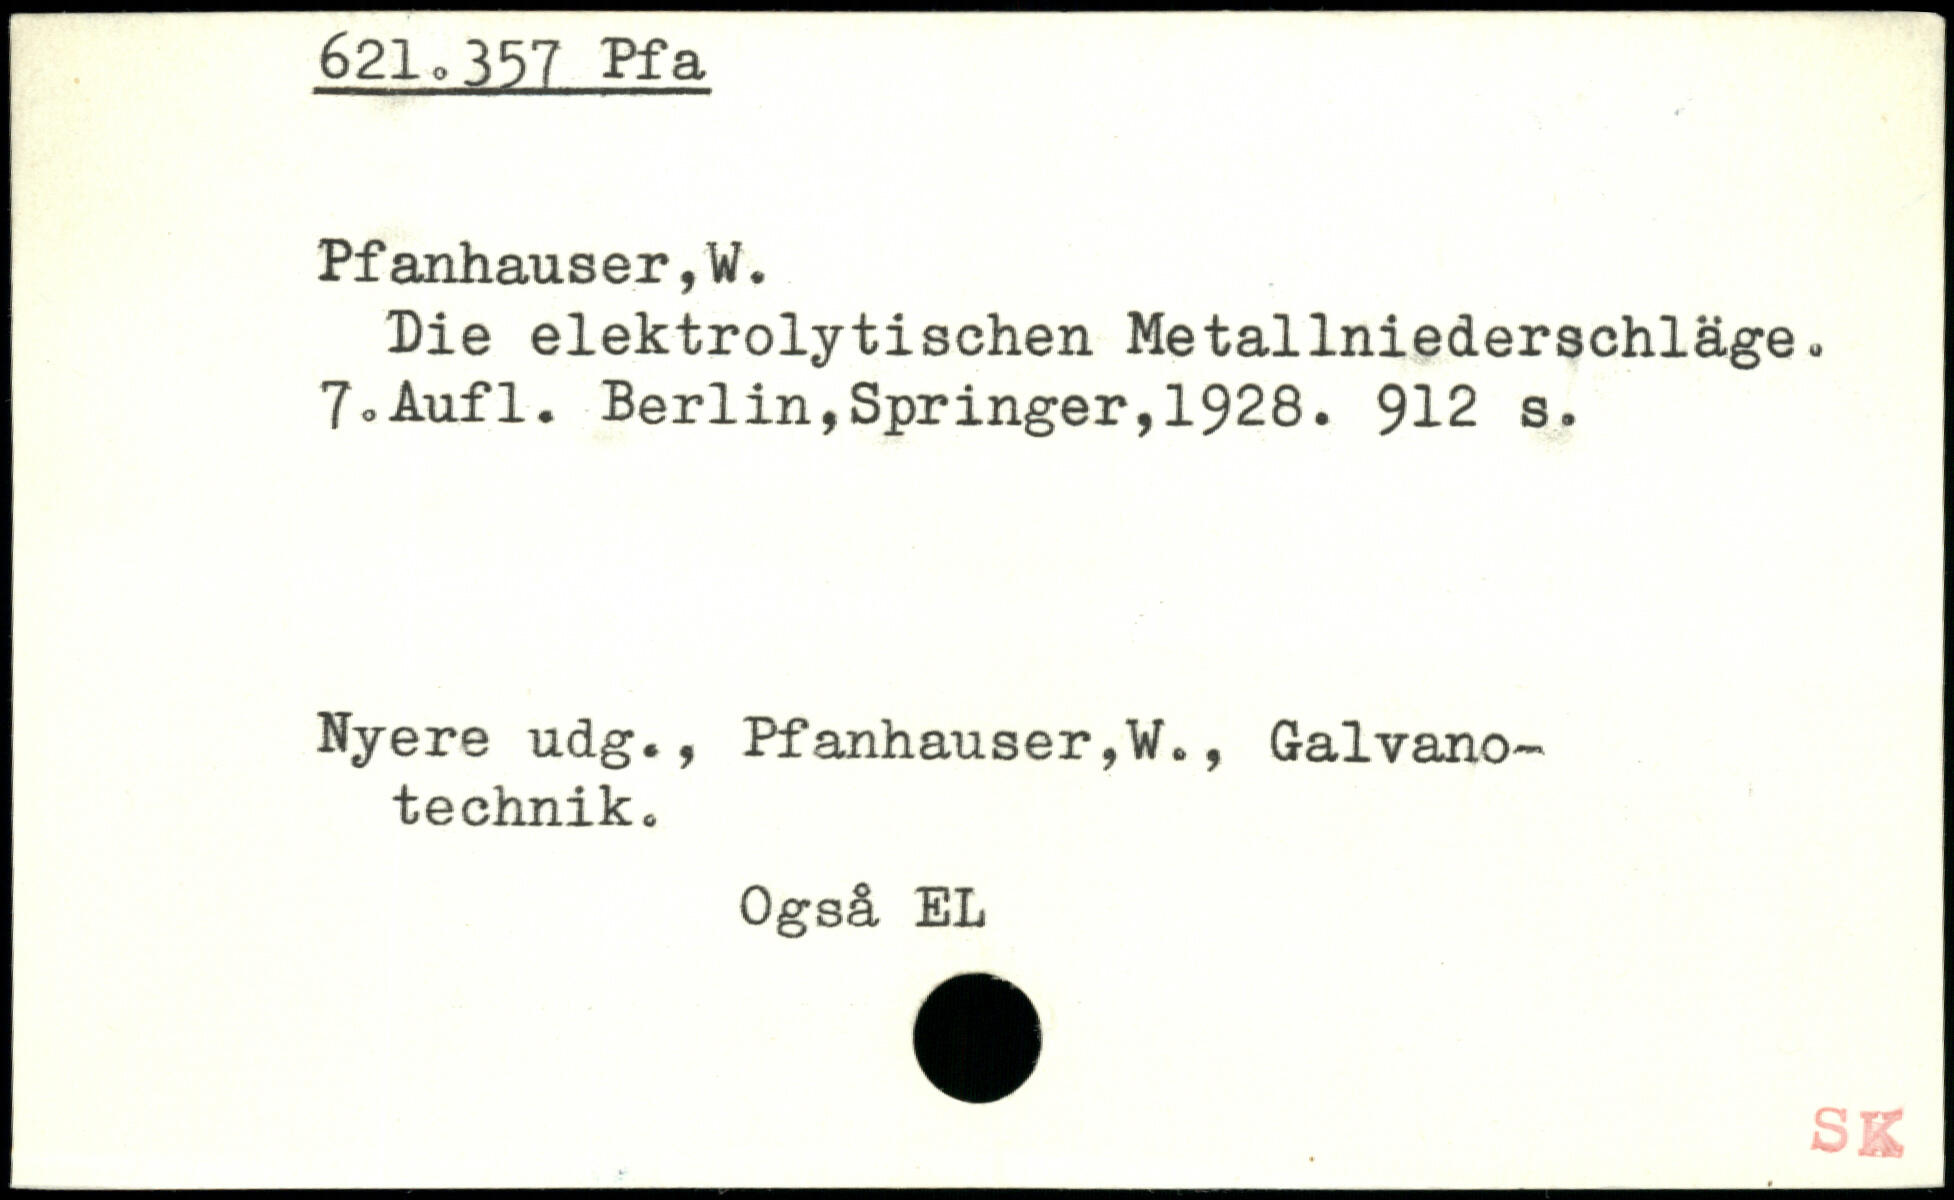 621.357 Pfa
Pfanhauser,W.
Die elektrolytischen Metallniederschläge.
7.Aufl. Berlin,Springer,1928. 912 s.
Nyere udg., Pfanhauser,W., Galvano-
technik.
Også EL
SK